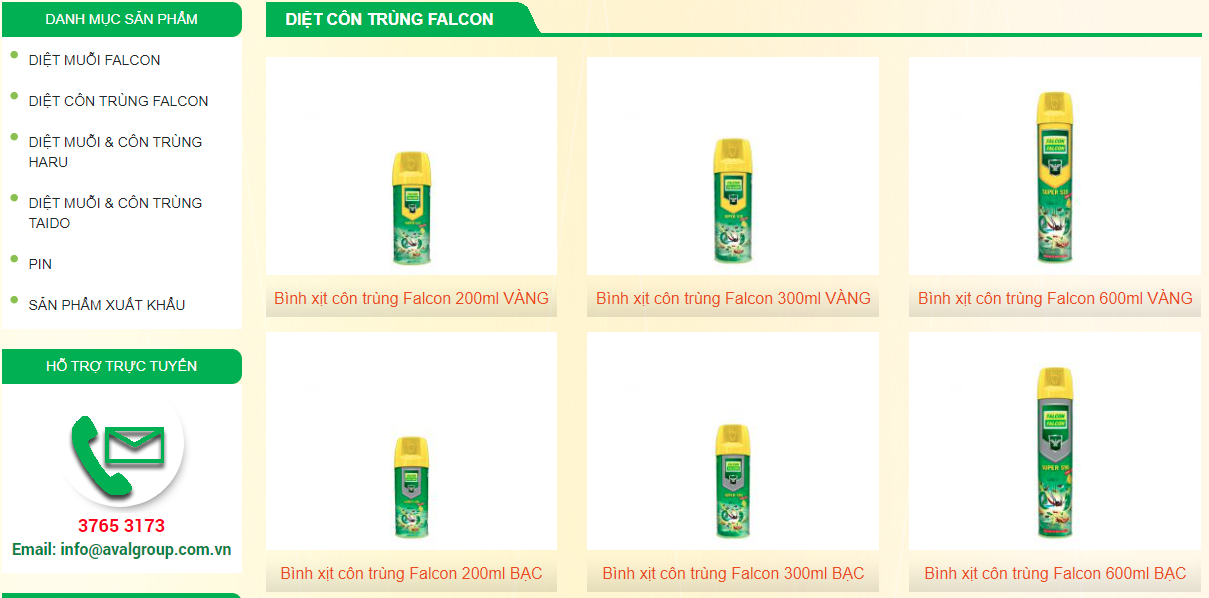 DANH MỤC SẢN PHẨM
DIỆT MUỖI FALCON
DIỆT CÔN TRÙNG FALCON
DIỆT MUỖI & CÔN TRÙNG
HARU
DIỆT MUỖI & CÔN TRÙNG
TAIDO
PIN
SẢN PHẨM XUẤT KHẨU
HỖ TRỢ TRỰC TUYẾN
3765 3173
Email: info@avalgroup.com.vn
DIỆT CÔN TRÙNG FALCON
Bình xịt côn trùng Falcon 200ml VÀNG
Bình xịt côn trùng Falcon 300ml VÀNG
FALCON
FALCON
Bình xịt côn trùng Falcon 600ml VÀNG
Bình xịt côn trùng Falcon 200ml BẠC
Bình xịt côn trùng Falcon 300ml BẠC
FALCON
FALCON
Bình xịt côn trùng Falcon 600ml BẠC